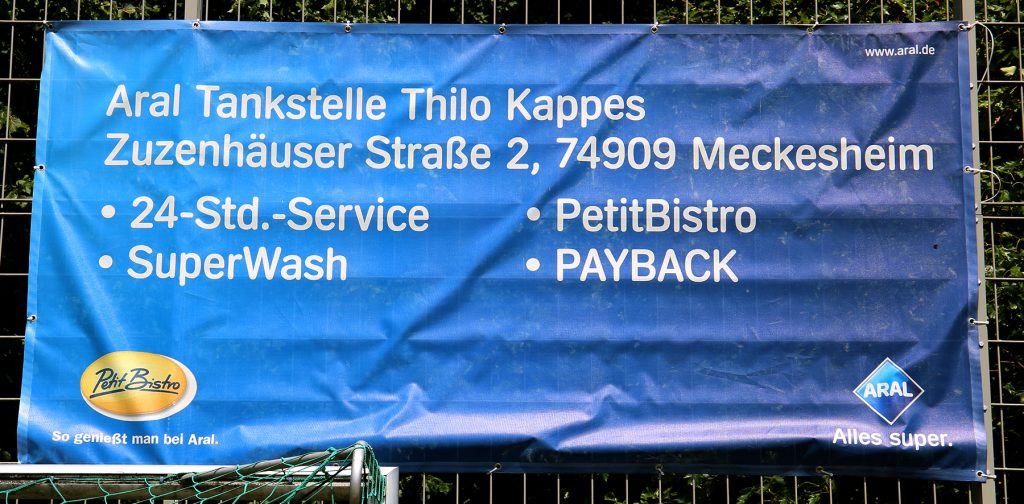 www.aral.de
Aral Tankstelle Thilo Kappes
Zuzenhäuser Straße 2, 74909 Meckesheim
• 24-Std.-Service • PetitBistro
• SuperWash • PAYBACK
Petit Bistro
So genießt man bei Aral.
ARAL
Alles super.